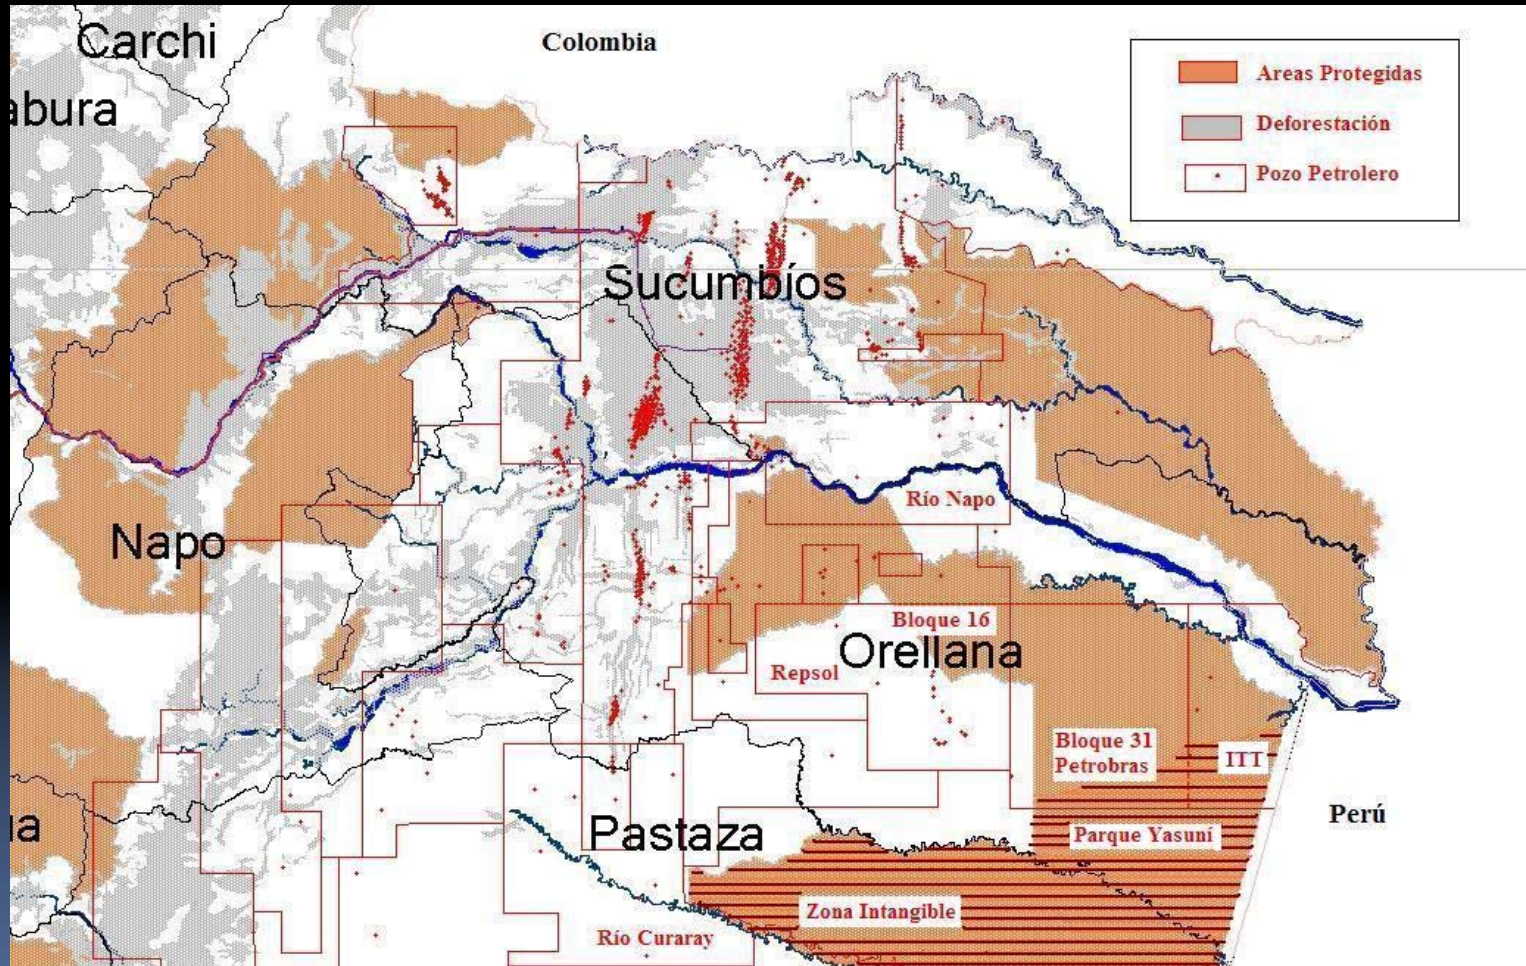 Carchi
Colombia
abura
Areas Protegidas
Deforestación
Pozo Petrolero
Sucumbíos
Río Napo
Napo
Bloque 16
Orellana
Repsol
Bloque 31
Petrobras
ITT
Perú
Parque Yasuní
Pastaza
Zona Intangible
Río Curaray